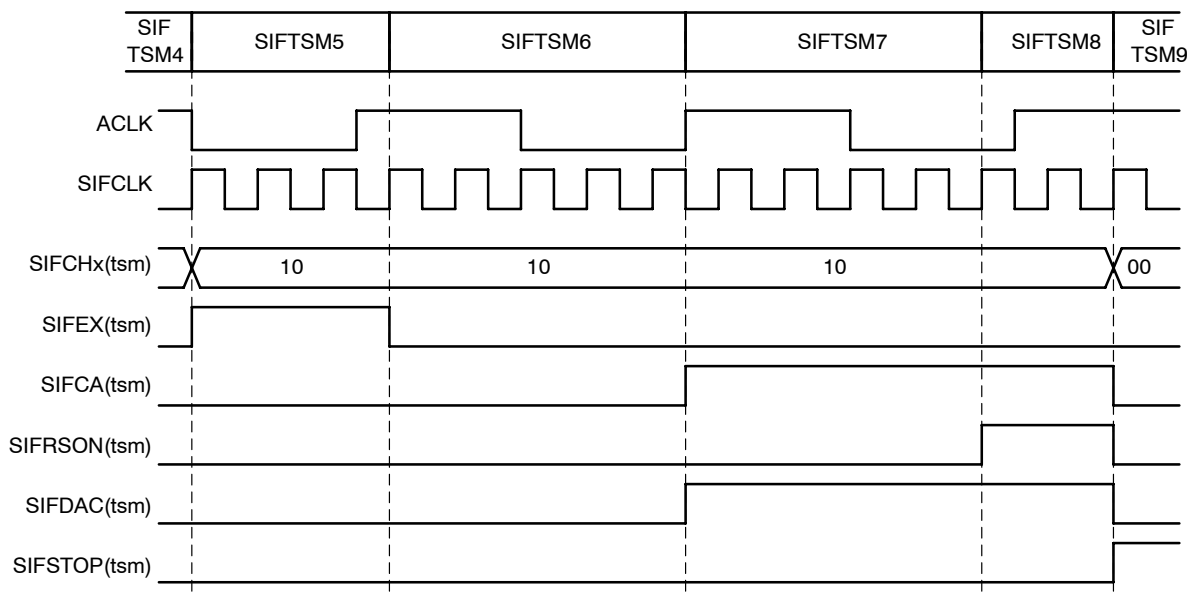 SIF
TSM4
SIFTSM5
SIFTSM6
SIFTSM7
SIFTSM8
SIF
TSM9
ACLK
SIFCLK
SIFCHx(tsm)
10
10
10
00
SIFEX(tsm)
SIFCA(tsm)
SIFRSON(tsm)
SIFDAC(tsm)
SIFSTOP(tsm)